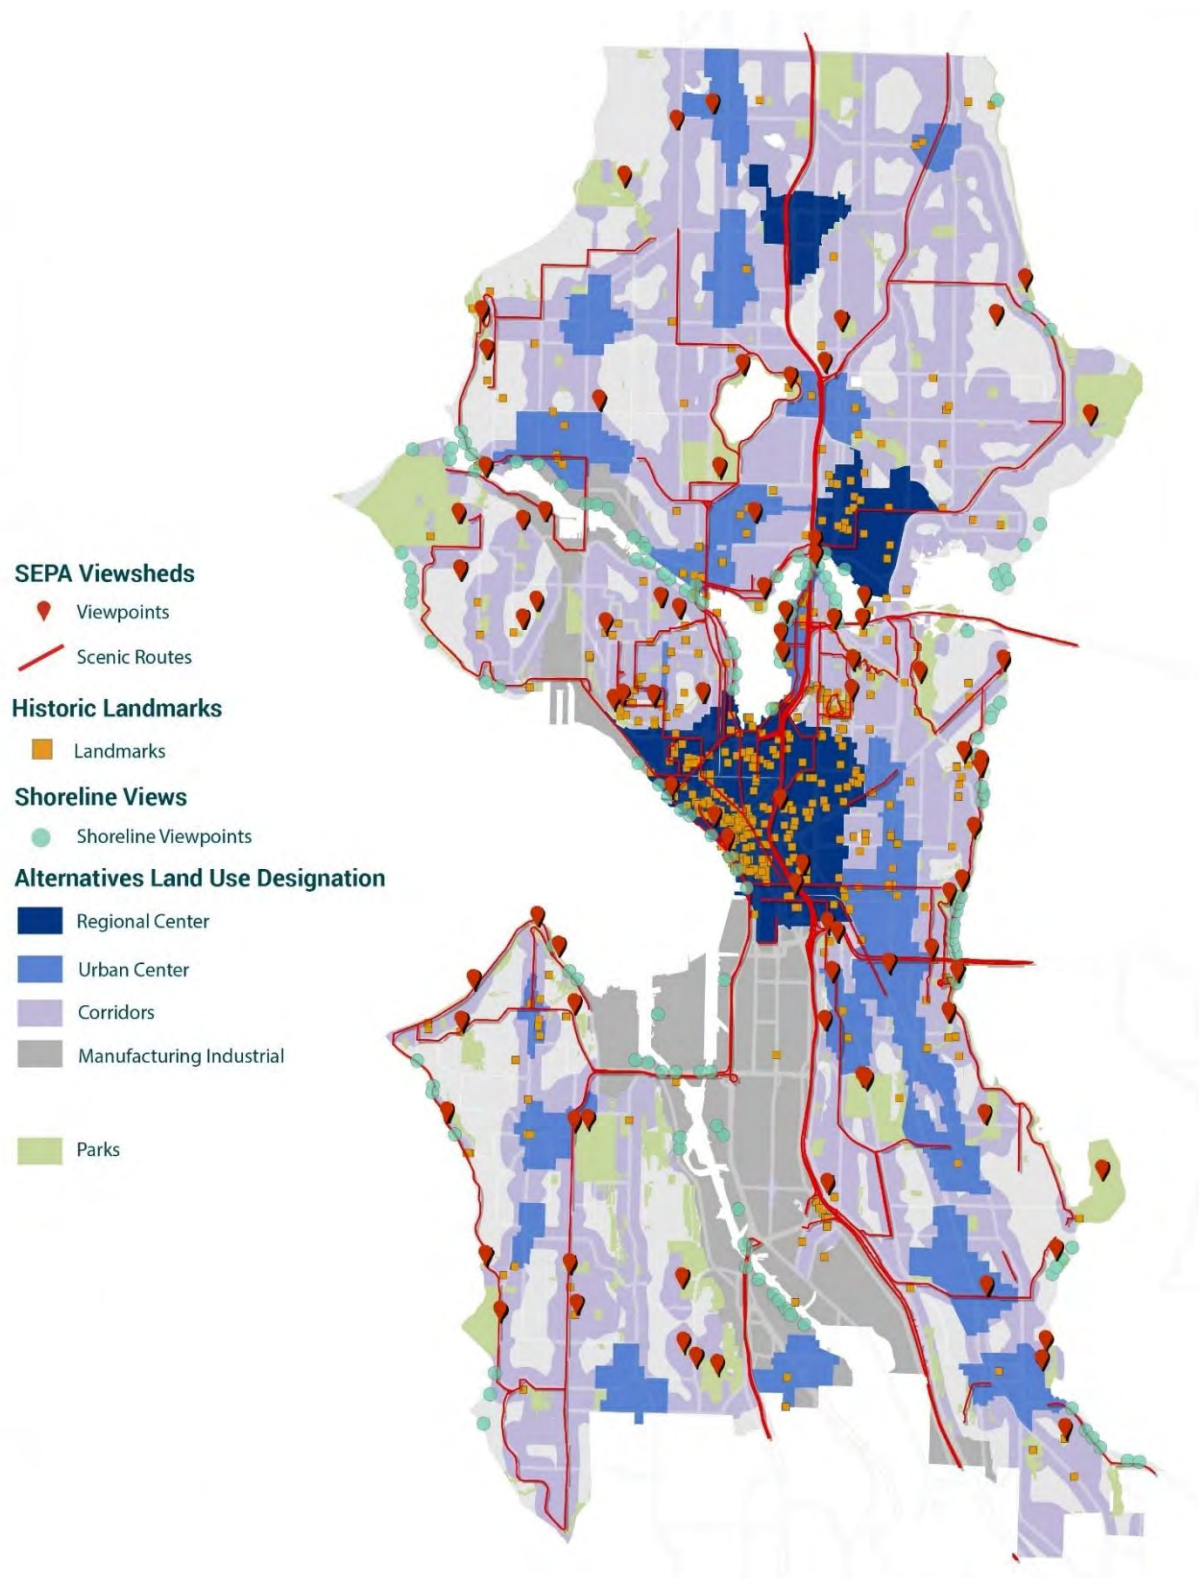 SEPA Viewsheds
Viewpoints
Scenic Routes
Historic Landmarks
Landmarks
Shoreline Views
Shoreline Viewpoints
Alternatives Land Use Designation
Regional Center
Urban Center
Corridors
Manufacturing Industrial
Parks